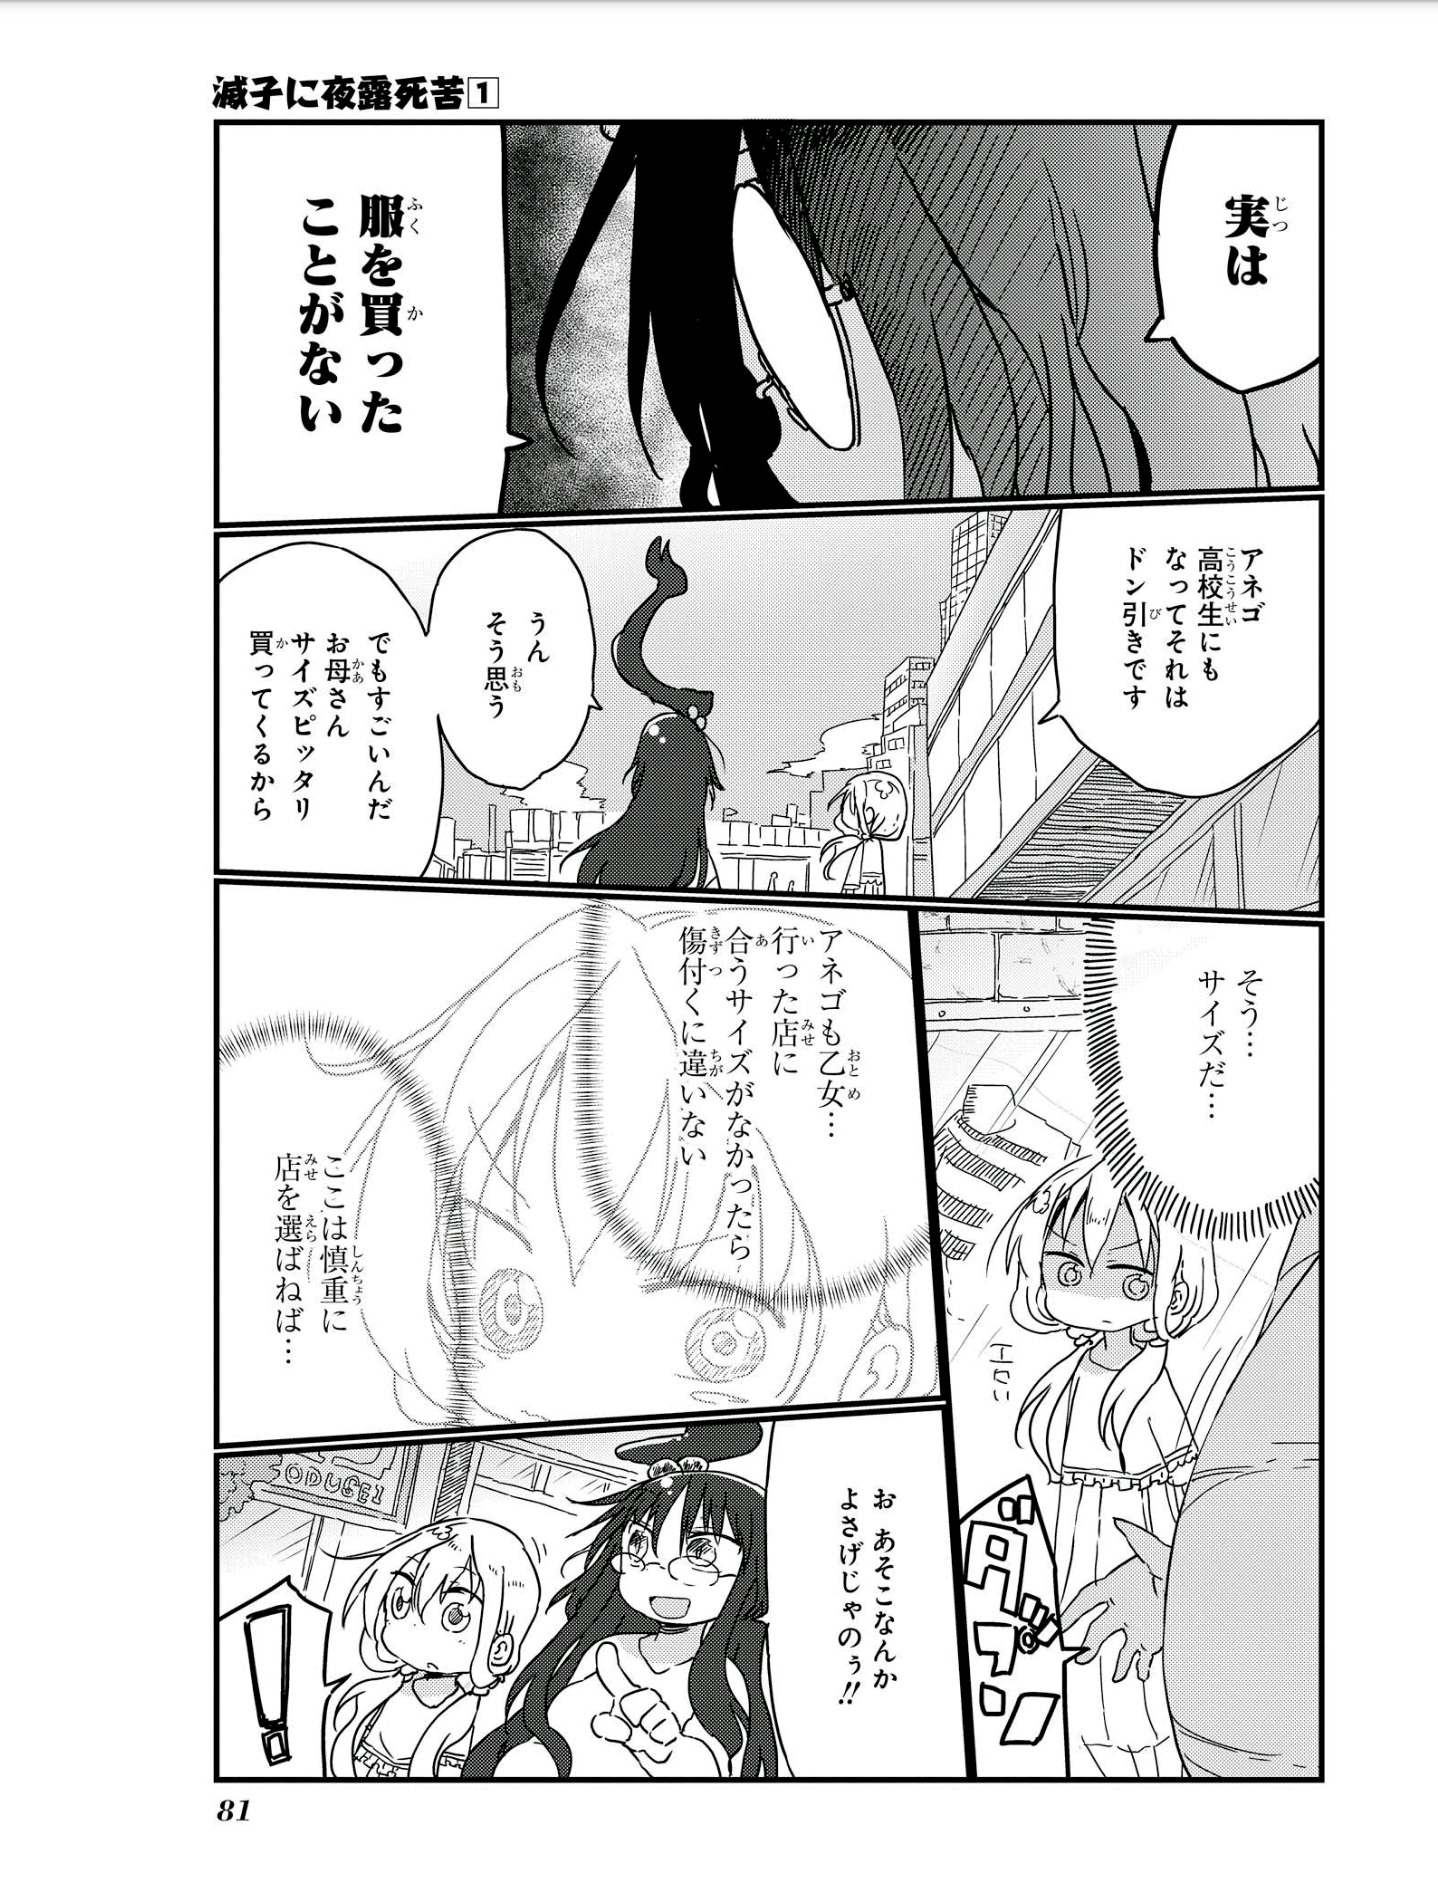 減子に夜露死苦1
実は
服を買った
ことがない
アネゴ
高校生にも
なってそれは
ドン引きです
うん
そう思う
でもすごいんだ
お母さん
サイズピッタリ
買ってくるから
そう…
サイズだ…
アネゴも乙女…
行った店に
合うサイズがなかったら
傷付くに違いない
ここは慎重に
店を選ばねば…
ダップン
お あそこなんか
よさげじゃのぅ!!
SODUGEI
！
81